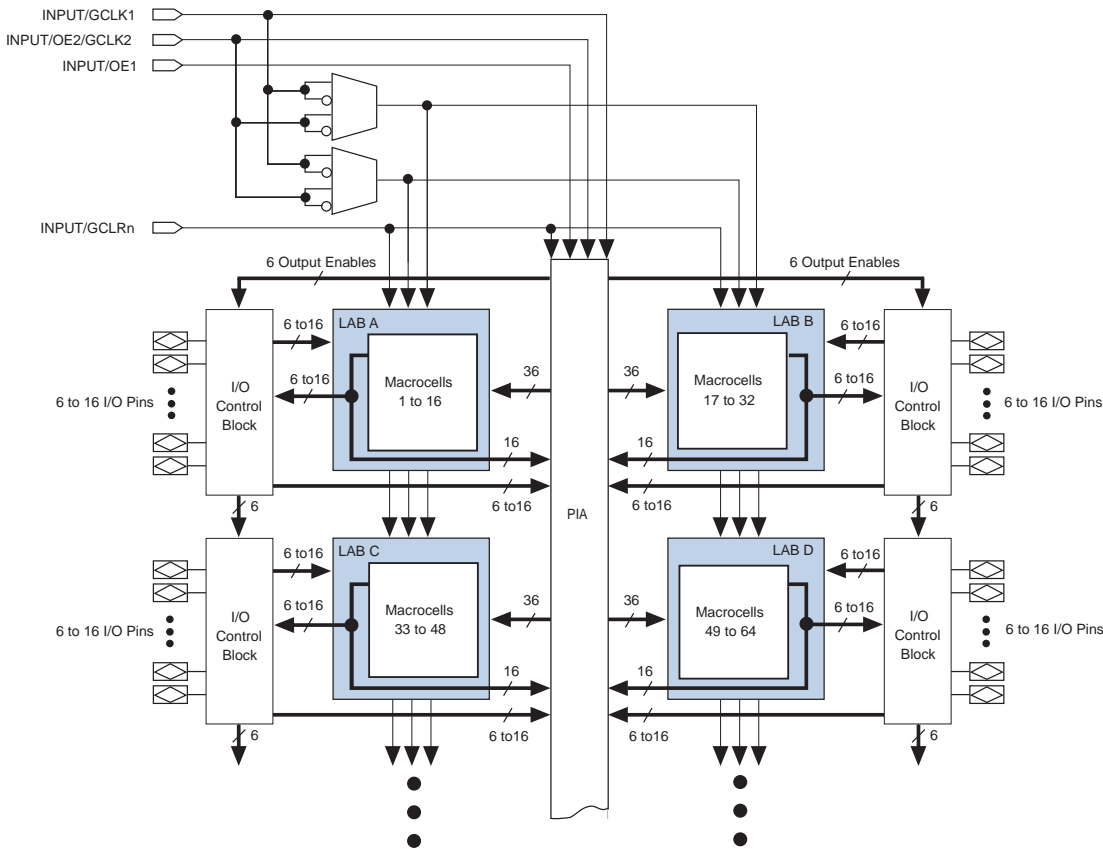 INPUT/GCLK1
INPUT/OE2/GCLK2
INPUT/OE1
INPUT/GCLRn
6 Output Enables
6 Output Enables
6 to16
LAB A
LAB B
6 to16
6 to 16 I/O Pins
I/O
Control
Block
6 to16
Macrocells
1 to 16
36
36
Macrocells
17 to 32
6 to16
I/O
Control
Block
6 to 16 I/O Pins
16
16
6 to16
6 to16
6
PIA
6
6 to16
LAB C
LAB D
6 to16
6 to 16 I/O Pins
I/O
Control
Block
6 to16
Macrocells
33 to 48
36
36
Macrocells
49 to 64
6 to16
I/O
Control
Block
6 to 16 I/O Pins
16
16
6 to16
6 to16
6
6